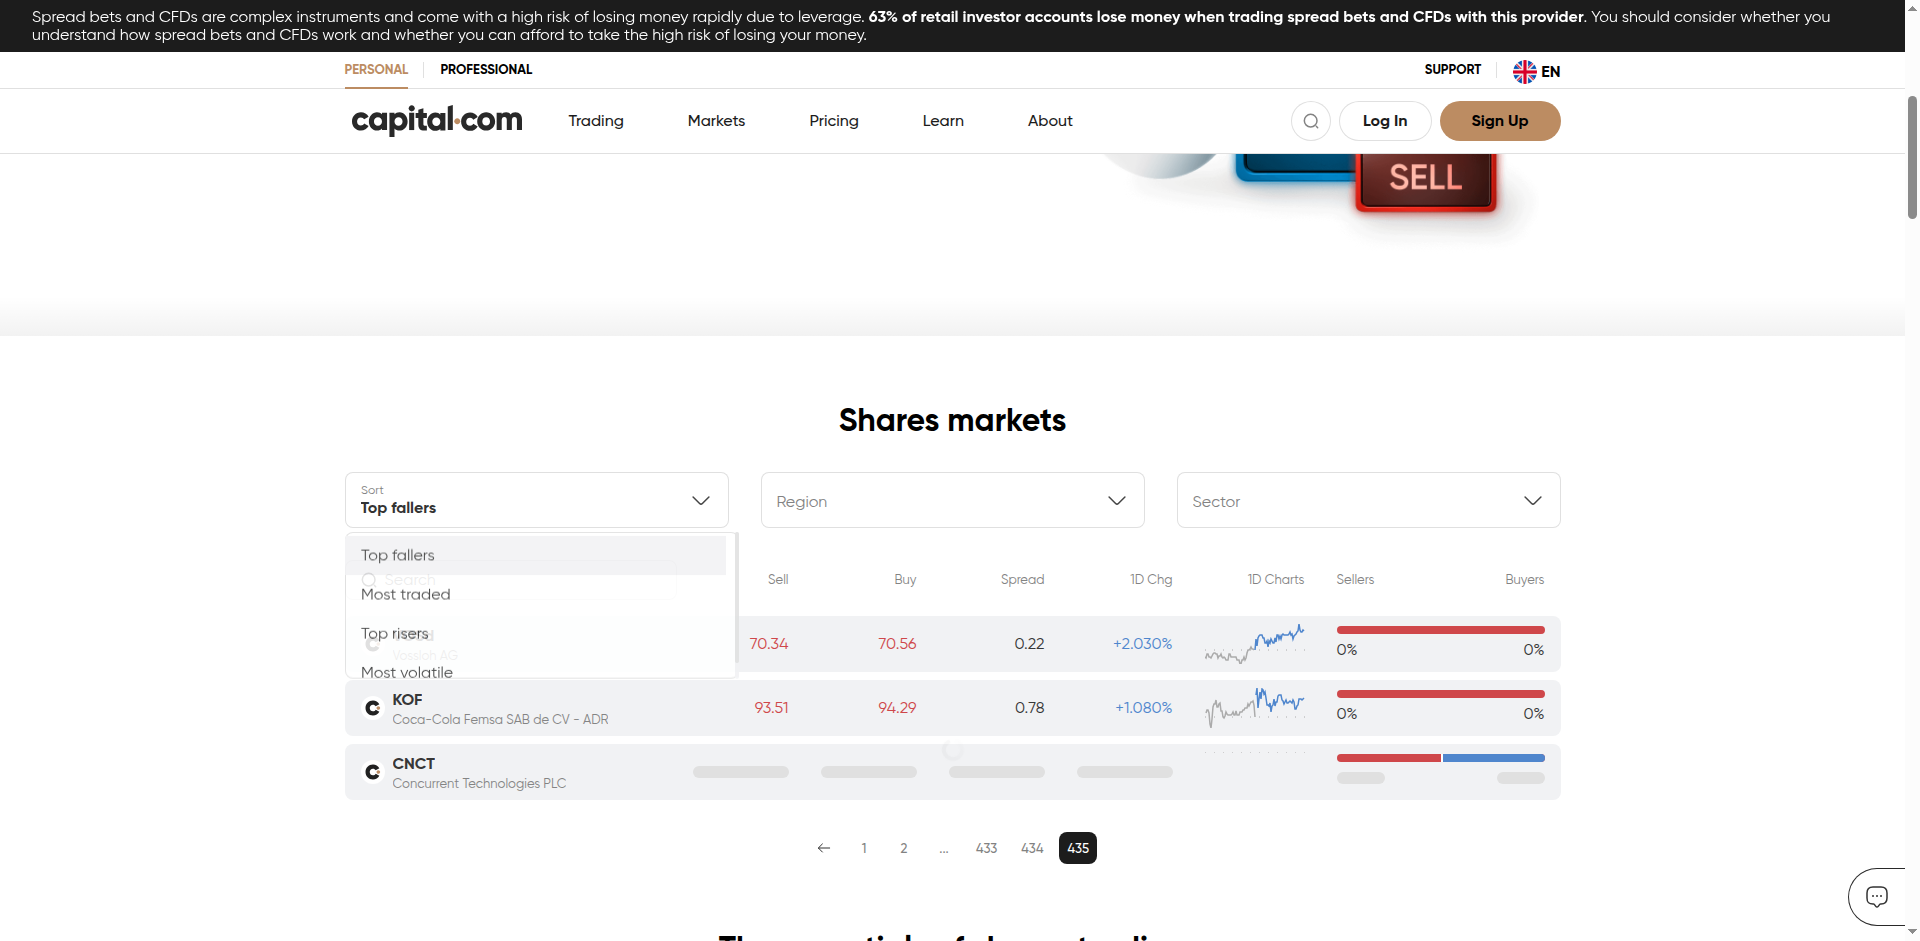 Spread bets and CFDs are complex instruments and come with a high risk of losing money rapidly due to leverage. 63% of retail investor accounts lose money when trading spread bets and CFDs with this provider. You should consider whether you
understand how spread bets and CFDs work and whether you can afford to take the high risk of losing your money.
PERSONAL PROFESSIONAL SUPPORT EN
capital.com Trading Markets Pricing Learn About Log In Sign Up
SELL
Shares markets
Sort
Top fallers
Region
Sector
Top fallers
Search
Most traded
Top risers
Vossloh AG
Most volatile
Sell Buy Spread 1D Chg 1D Charts Sellers Buyers
70.34 70.56 0.22 +2.030% 0% 0%
KOF
Coca-Cola Femsa SAB de CV - ADR
93.51 94.29 0.78 +1.080% 0% 0%
CNCT
Concurrent Technologies PLC
← 1 2 ... 433 434 435